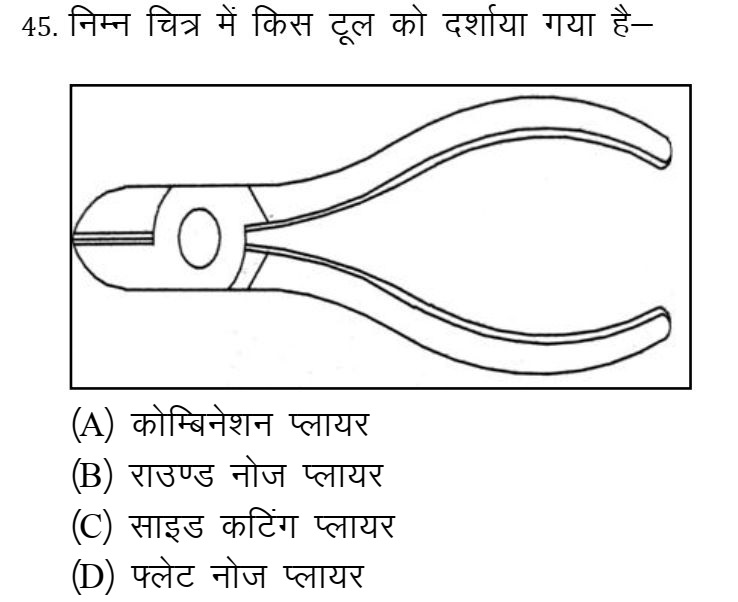 45. निम्न चित्र में किस टूल को दर्शाया गया है–
(A) कोम्बिनेशन प्लायर
(B) राउण्ड नोज प्लायर
(C) साइड कटिंग प्लायर
(D) फ्लेट नोज प्लायर